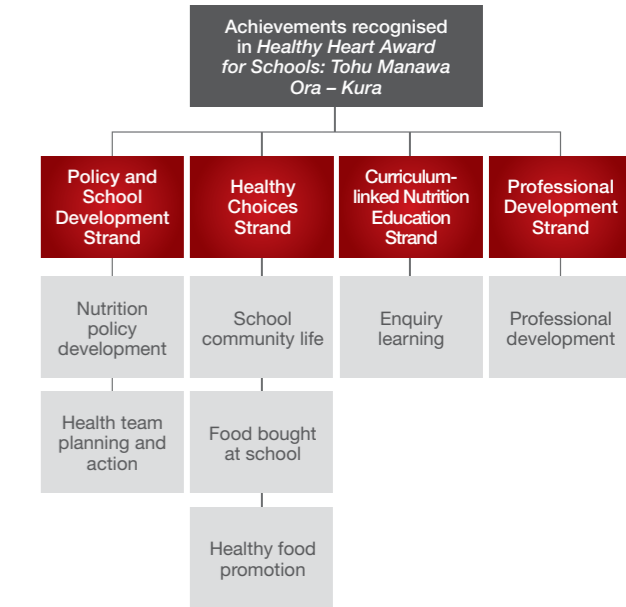 Achievements recognised
in Healthy Heart Award
for Schools: Tohu Manawa
Ora – Kura
Policy and
School
Development
Strand
Healthy
Choices
Strand
Curriculum-
linked Nutrition
Education
Strand
Professional
Development
Strand
Nutrition
policy
development
School
community life
Enquiry
learning
Professional
development
Health team
planning and
action
Food bought
at school
Healthy food
promotion